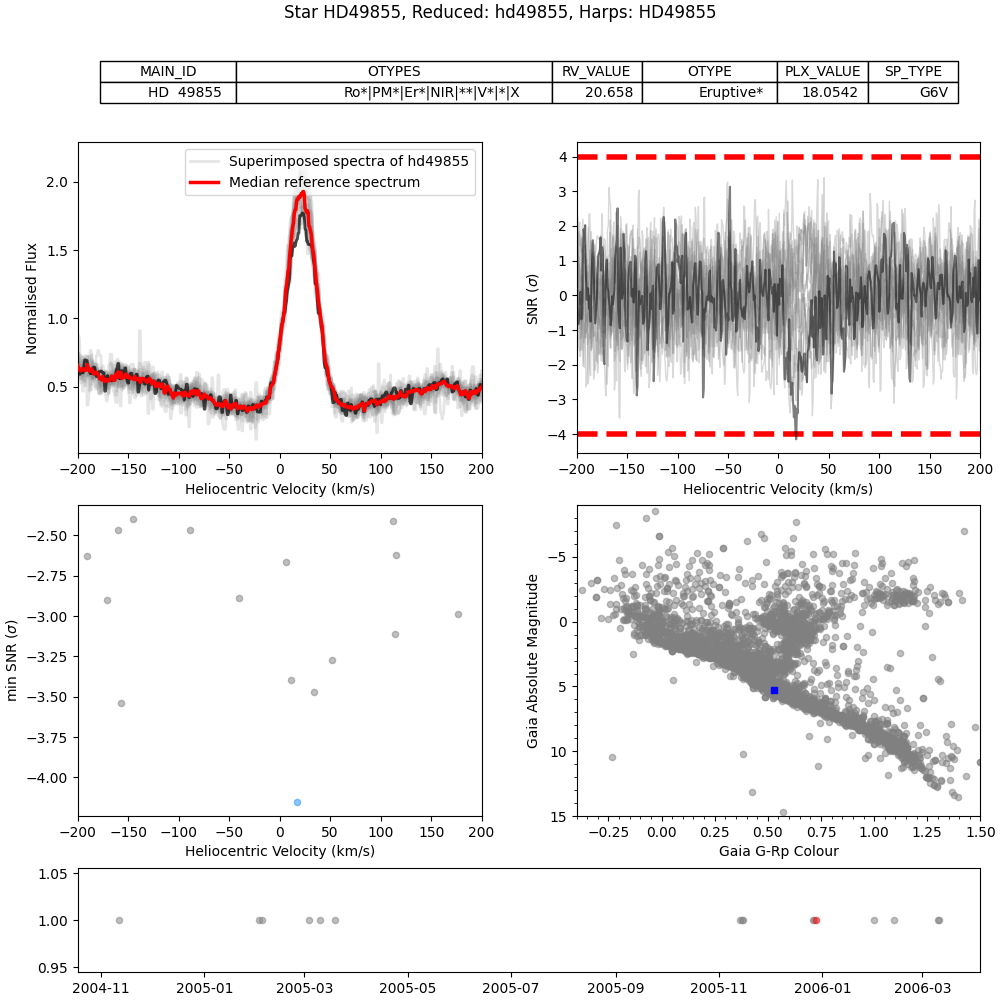 Star HD49855, Reduced: hd49855, Harps: HD49855
MAIN_ID OTYPES RV_VALUE OTYPE PLX_VALUE SP_TYPE
HD 49855 Ro*|PM*|Er*|NIR|**|V*|*|X 20.658 Eruptive* 18.0542 G6V
Superimposed spectra of hd49855
Median reference spectrum
Normalised Flux
2.0
1.5
1.0
0.5
−200 −150 −100 −50 0 50 100 150 200
Heliocentric Velocity (km/s)
SNR (σ)
4
3
2
1
0
−1
−2
−3
−4
−200 −150 −100 −50 0 50 100 150 200
Heliocentric Velocity (km/s)
min SNR (σ)
−2.50
−2.75
−3.00
−3.25
−3.50
−3.75
−4.00
−200 −150 −100 −50 0 50 100 150 200
Heliocentric Velocity (km/s)
Gaia Absolute Magnitude
−5
0
5
10
15
−0.25 0.00 0.25 0.50 0.75 1.00 1.25 1.50
Gaia G-Rp Colour
1.05
1.00
0.95
2004-11 2005-01 2005-03 2005-05 2005-07 2005-09 2005-11 2006-01 2006-03